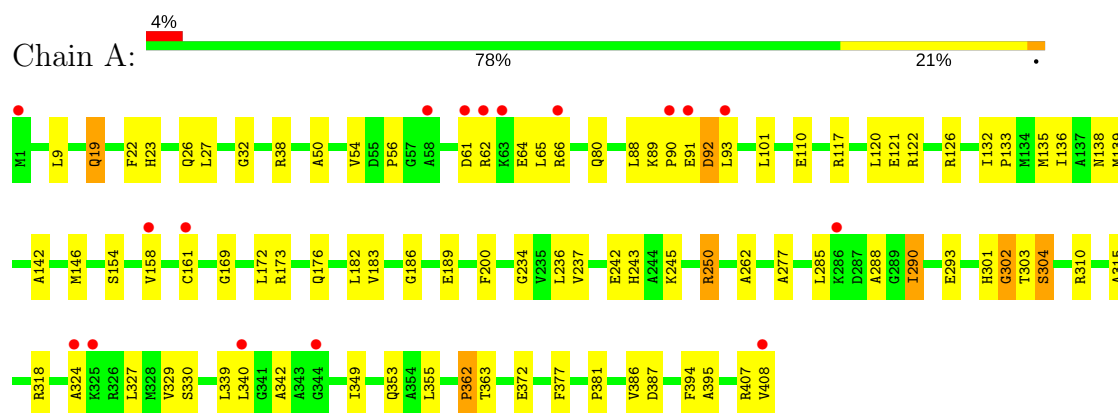 4%
Chain A:
78% 21% •
M1 L9 Q19 F22 H23 Q26 L27 G32 R38 A50 V54 D55 P56 G57 A58 D61 R62 K63 E64 L65 R66 Q80 L88 K89 P90 E91 D92 L93 L101 E110 R117 L120 E121 R122 R126 I132 P133 M134 M135 I136 A137 N138 M139
A142 M146 S154 V158 C161 G169 L172 R173 Q176 L182 V183 G186 E189 F200 G234 V235 L236 V237 E242 H243 A244 K245 R250 A262 A277 L285 K286 D287 A288 G289 I290 E293 H301 G302 T303 S304 R310 A315
R318 A324 K325 R326 L327 M328 V329 S330 L339 L340 G341 A342 A343 G344 I349 Q353 A354 L355 P362 T363 E372 F377 P381 V386 D387 F394 A395 R407 V408